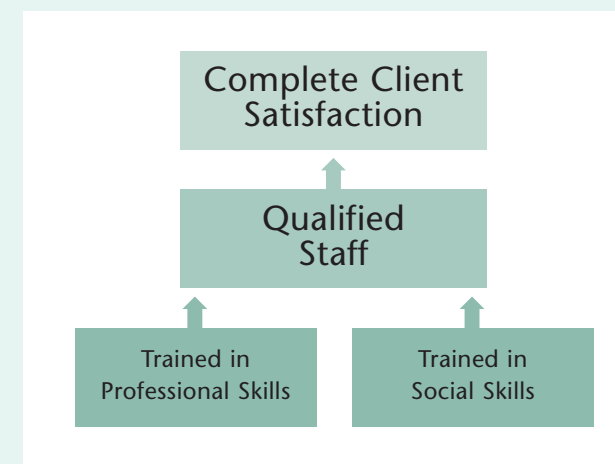 Complete Client
Satisfaction
Qualified
Staff
Trained in
Professional Skills
Trained in
Social Skills